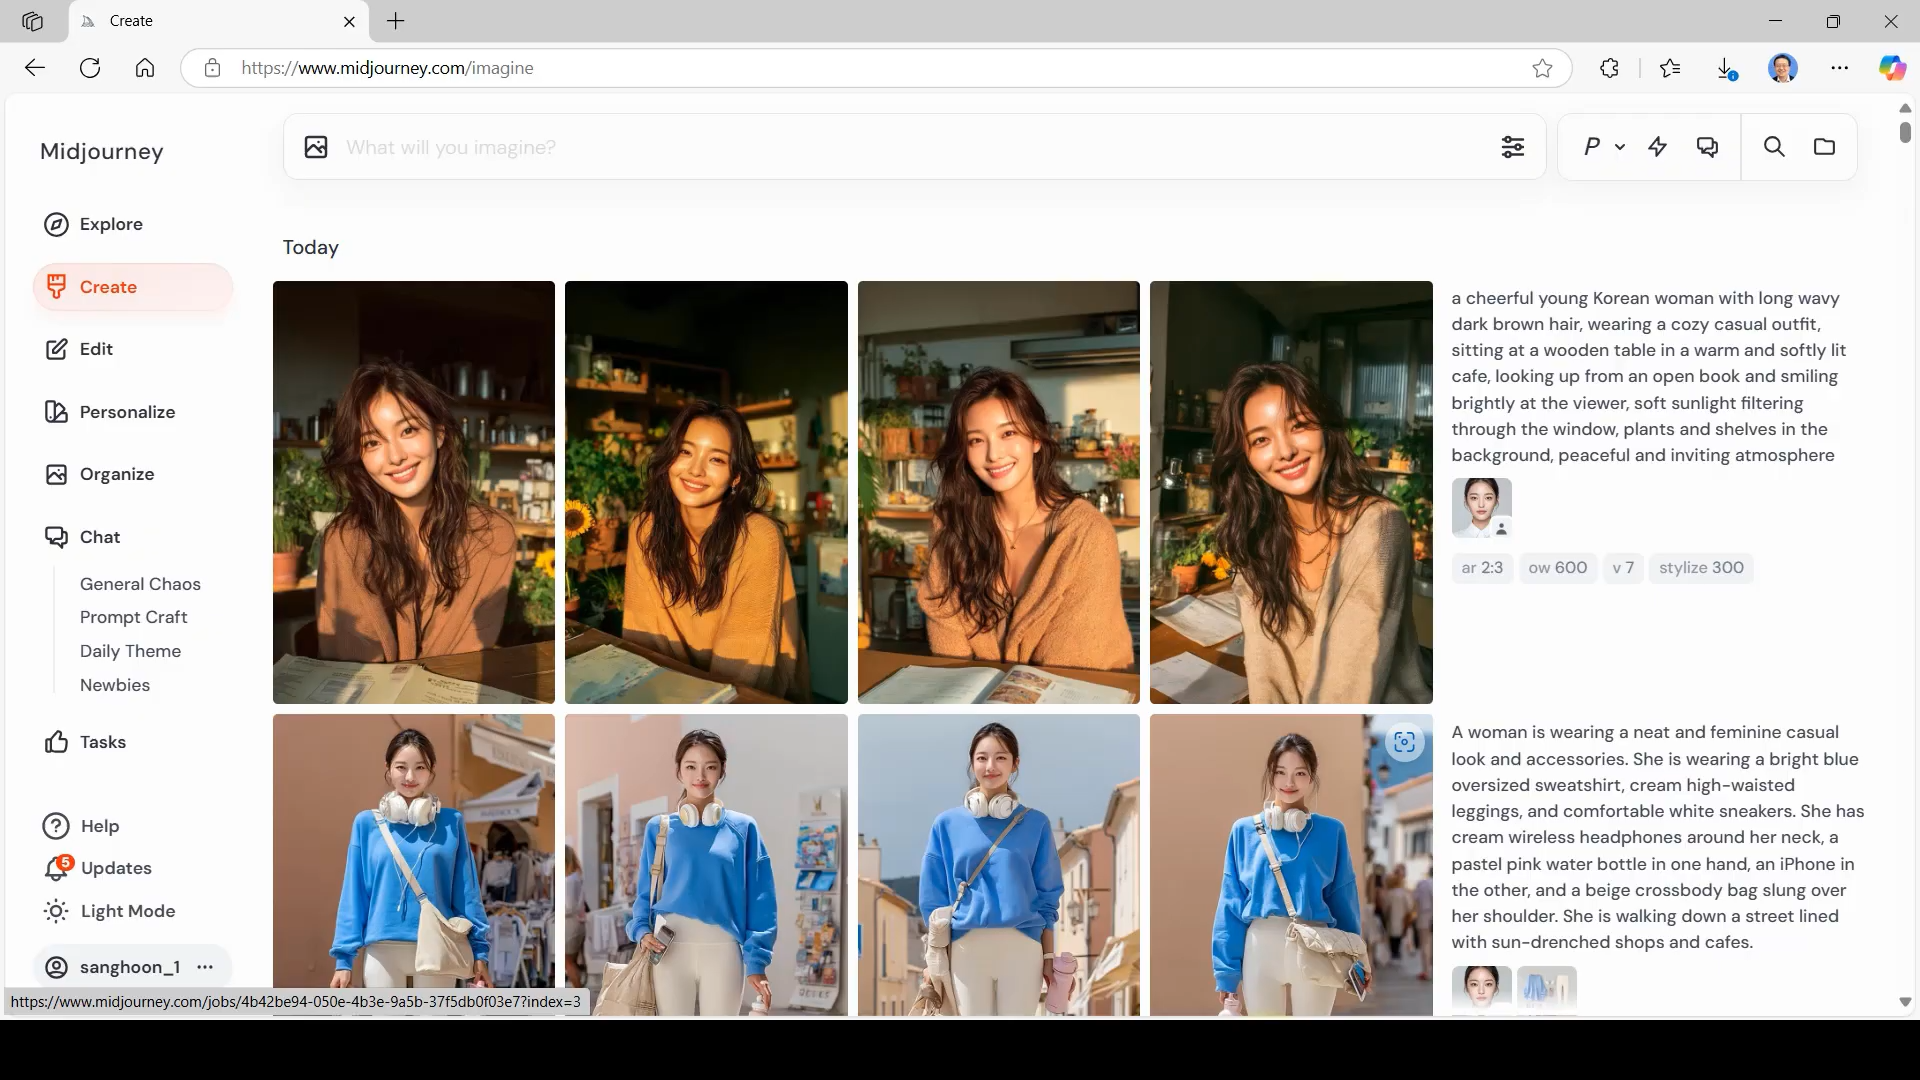 Create
https://www.midjourney.com/imagine
Midjourney
What will you imagine?
P
Explore
Create
Edit
Personalize
Organize
Chat
General Chaos
Prompt Craft
Daily Theme
Newbies
Tasks
Help
5
Updates
Light Mode
sanghoon_1
https://www.midjourney.com/jobs/4b42be94-050e-4b3e-9a5b-37f5db0f03e7?index=3
Today
a cheerful young Korean woman with long wavy
dark brown hair, wearing a cozy casual outfit,
sitting at a wooden table in a warm and softly lit
cafe, looking up from an open book and smiling
brightly at the viewer, soft sunlight filtering
through the window, plants and shelves in the
background, peaceful and inviting atmosphere
ar 2:3
ow 600
v 7
stylize 300
A woman is wearing a neat and feminine casual
look and accessories. She is wearing a bright blue
oversized sweatshirt, cream high-waisted
leggings, and comfortable white sneakers. She has
cream wireless headphones around her neck, a
pastel pink water bottle in one hand, an iPhone in
the other, and a beige crossbody bag slung over
her shoulder. She is walking down a street lined
with sun-drenched shops and cafes.